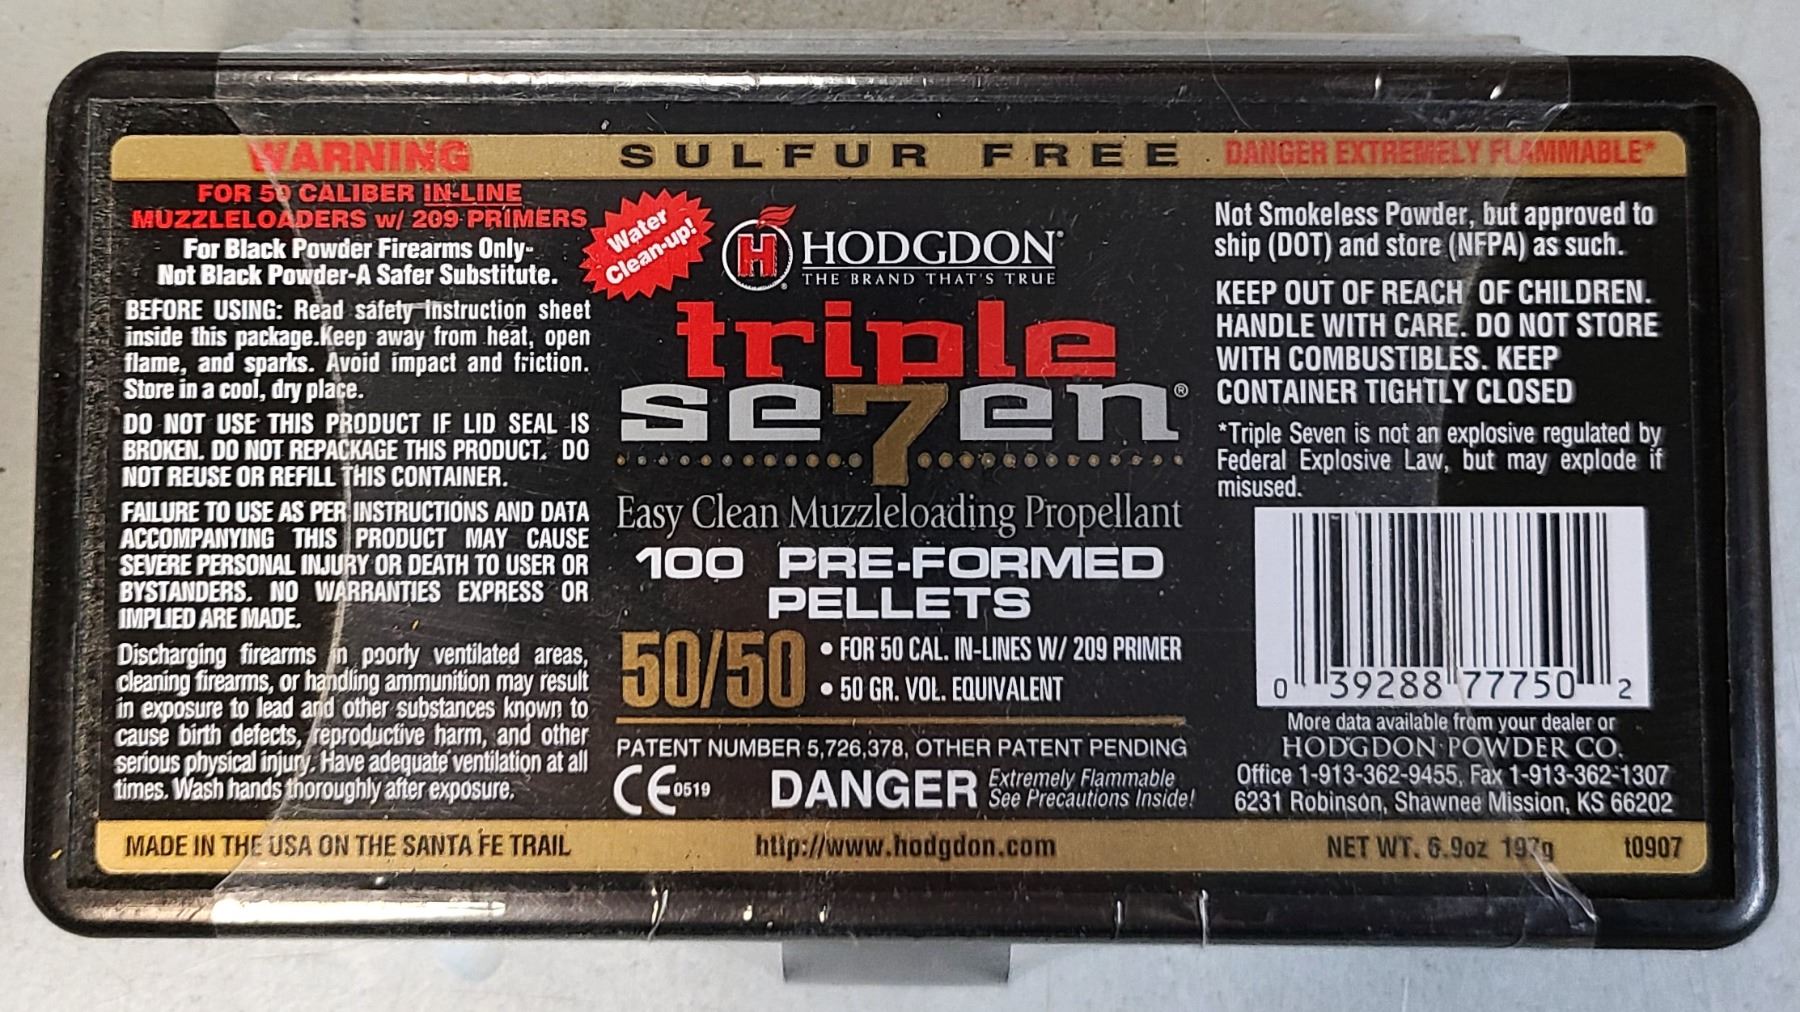 WARNING
FOR 50 CALIBER IN-LINE
MUZZLELOADERS w/ 209 PRIMERS
For Black Powder Firearms Only-
Not Black Powder-A Safer Substitute.
BEFORE USING: Read safety instruction sheet
inside this package.Keep away from heat, open
flame, and sparks. Avoid impact and friction.
Store in a cool, dry place.
DO NOT USE THIS PRODUCT IF LID SEAL IS
BROKEN. DO NOT REPACKAGE THIS PRODUCT. DO
NOT REUSE OR REFILL THIS CONTAINER.
FAILURE TO USE AS PER INSTRUCTIONS AND DATA
ACCOMPANYING THIS PRODUCT MAY CAUSE
SEVERE PERSONAL INJURY OR DEATH TO USER OR
BYSTANDERS. NO WARRANTIES EXPRESS OR
IMPLIED ARE MADE.
Discharging firearms in poorly ventilated areas,
cleaning firearms, or handling ammunition may result
in exposure to lead and other substances known to
cause birth defects, reproductive harm, and other
serious physical injury. Have adequate ventilation at all
times. Wash hands thoroughly after exposure.
MADE IN THE USA ON THE SANTA FE TRAIL
SULFUR FREE
Water
Clean-up!
H HODGDON®
THE BRAND THAT'S TRUE
triple
se7en®
Easy Clean Muzzleloading Propellant
100 PRE-FORMED
PELLETS
50/50
• FOR 50 CAL. IN-LINES W/ 209 PRIMER
• 50 GR. VOL. EQUIVALENT
PATENT NUMBER 5,726,378, OTHER PATENT PENDING
CE0519
DANGER Extremely Flammable
See Precautions Inside!
http://www.hodgdon.com
DANGER EXTREMELY FLAMMABLE*
Not Smokeless Powder, but approved to
ship (DOT) and store (NFPA) as such.
KEEP OUT OF REACH OF CHILDREN.
HANDLE WITH CARE. DO NOT STORE
WITH COMBUSTIBLES. KEEP
CONTAINER TIGHTLY CLOSED
*Triple Seven is not an explosive regulated by
Federal Explosive Law, but may explode if
misused.
0 39288 77750 2
More data available from your dealer or
HODGDON POWDER CO.
Office 1-913-362-9455, Fax 1-913-362-1307
6231 Robinson, Shawnee Mission, KS 66202
NET WT. 6.9oz 197g t0907